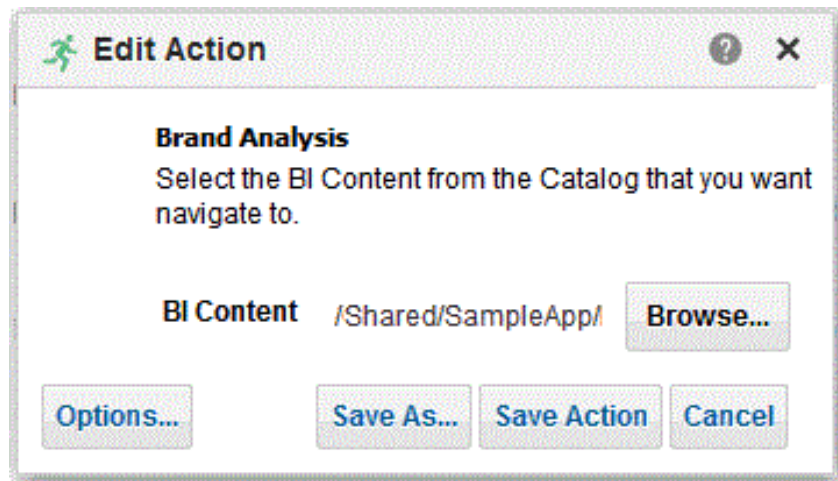 Edit Action
Brand Analysis
Select the BI Content from the Catalog that you want
navigate to.
BI Content /Shared/SampleApp/ Browse...
Options... Save As... Save Action Cancel